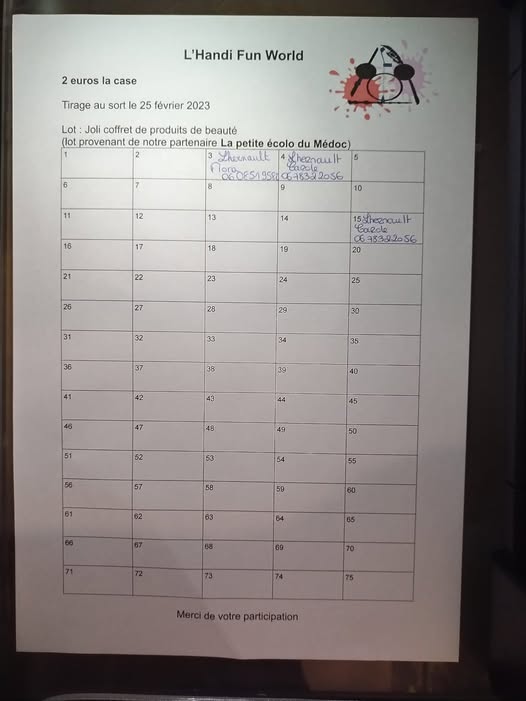 L'Handi Fun World
2 euros la case
Tirage au sort le 25 février 2023
Lot : Joli coffret de produits de beauté
(lot provenant de notre partenaire La petite écolo du Médoc)
1 2 3 Lhernault 4 Lhernault 5
Flora Carole
0678322056
6 7 8 9 10
11 12 13 14 15 Lhernault
Carole
0678322056
16 17 18 19 20
21 22 23 24 25
26 27 28 29 30
31 32 33 34 35
36 37 38 39 40
41 42 43 44 45
46 47 48 49 50
51 52 53 54 55
56 57 58 59 60
61 62 63 64 65
66 67 68 69 70
71 72 73 74 75
Merci de votre participation